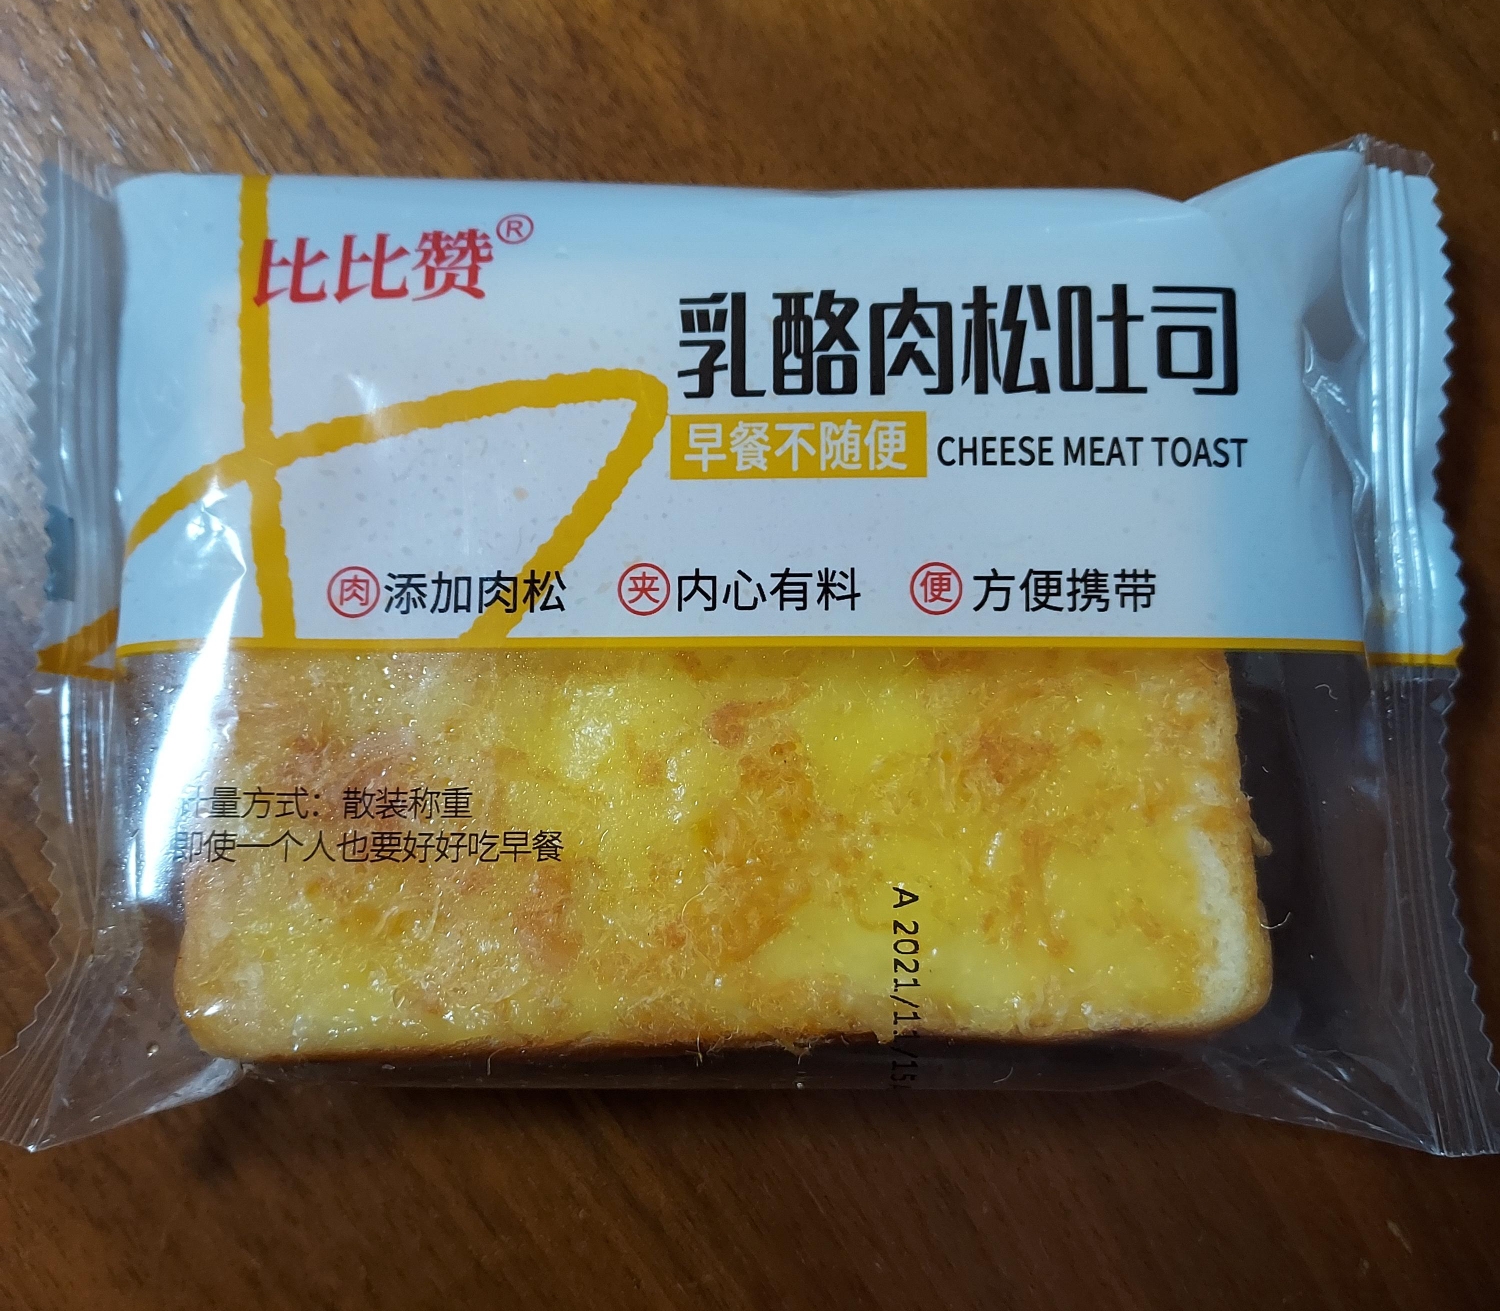 比比赞®
乳酪肉松吐司
早餐不随便 CHEESE MEAT TOAST
肉 添加肉松 夹 内心有料 便 方便携带
计量方式：散装称重
即使一个人也要好好吃早餐
A 2021/11/15